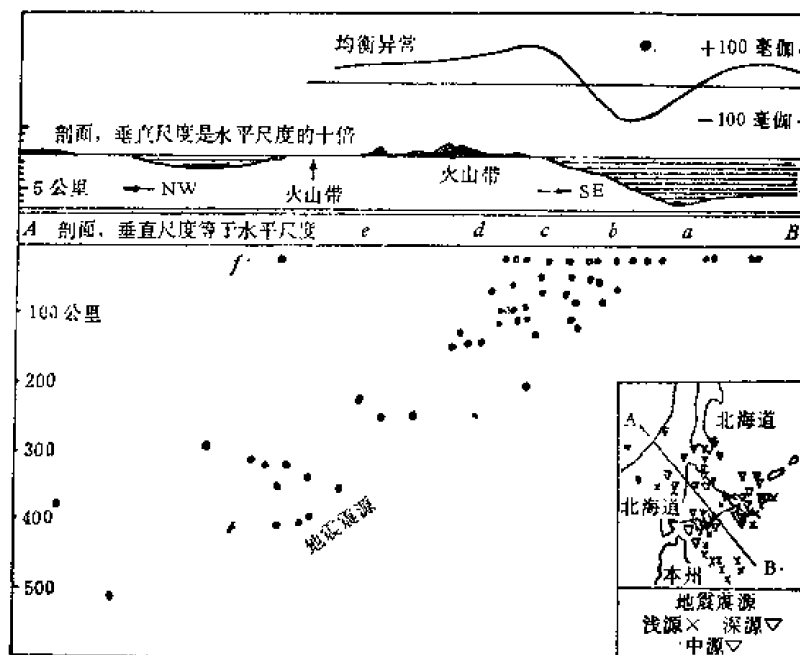 均衡异常
+100 毫伽
-100 毫伽
剖面，垂直尺度是水平尺度的十倍
5 公里
NW
火山带
火山带
SE
A 剖面，垂直尺度等于水平尺度 e d c b a B
f
100 公里
200
300
400
500
地震震源
A
北海道
北海道
本州
B
地震震源
浅源× 深源▽
中源▽